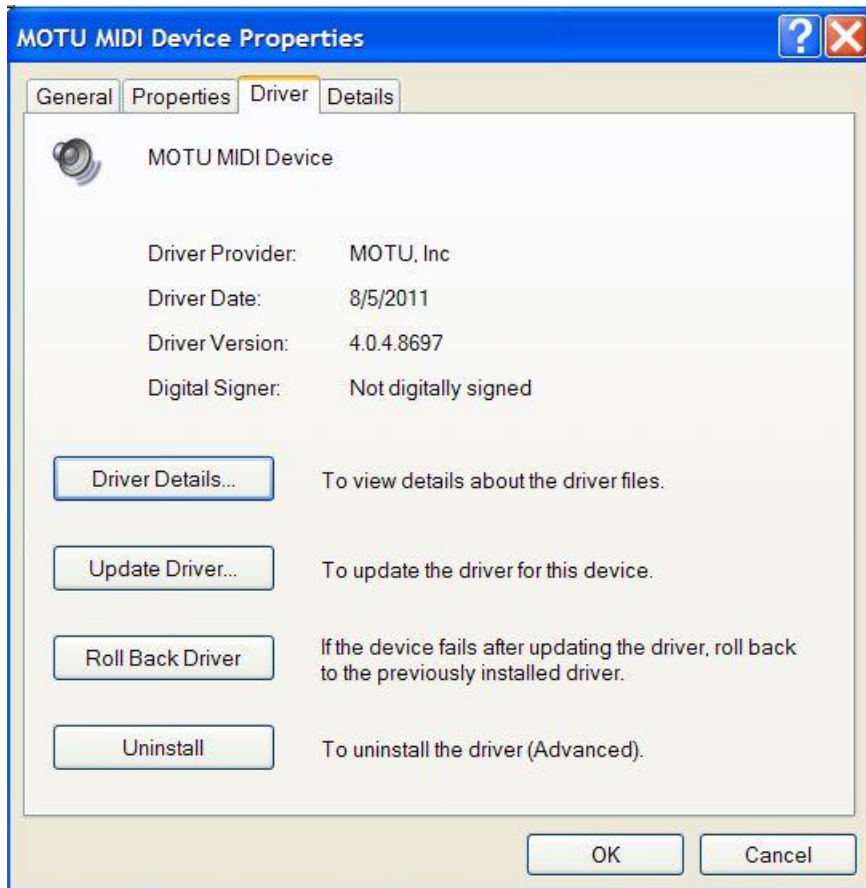 MOTU MIDI Device Properties
General Properties Driver Details
MOTU MIDI Device
Driver Provider: MOTU, Inc
Driver Date: 8/5/2011
Driver Version: 4.0.4.8697
Digital Signer: Not digitally signed
Driver Details... To view details about the driver files.
Update Driver... To update the driver for this device.
Roll Back Driver If the device fails after updating the driver, roll back
to the previously installed driver.
Uninstall To uninstall the driver (Advanced).
OK Cancel